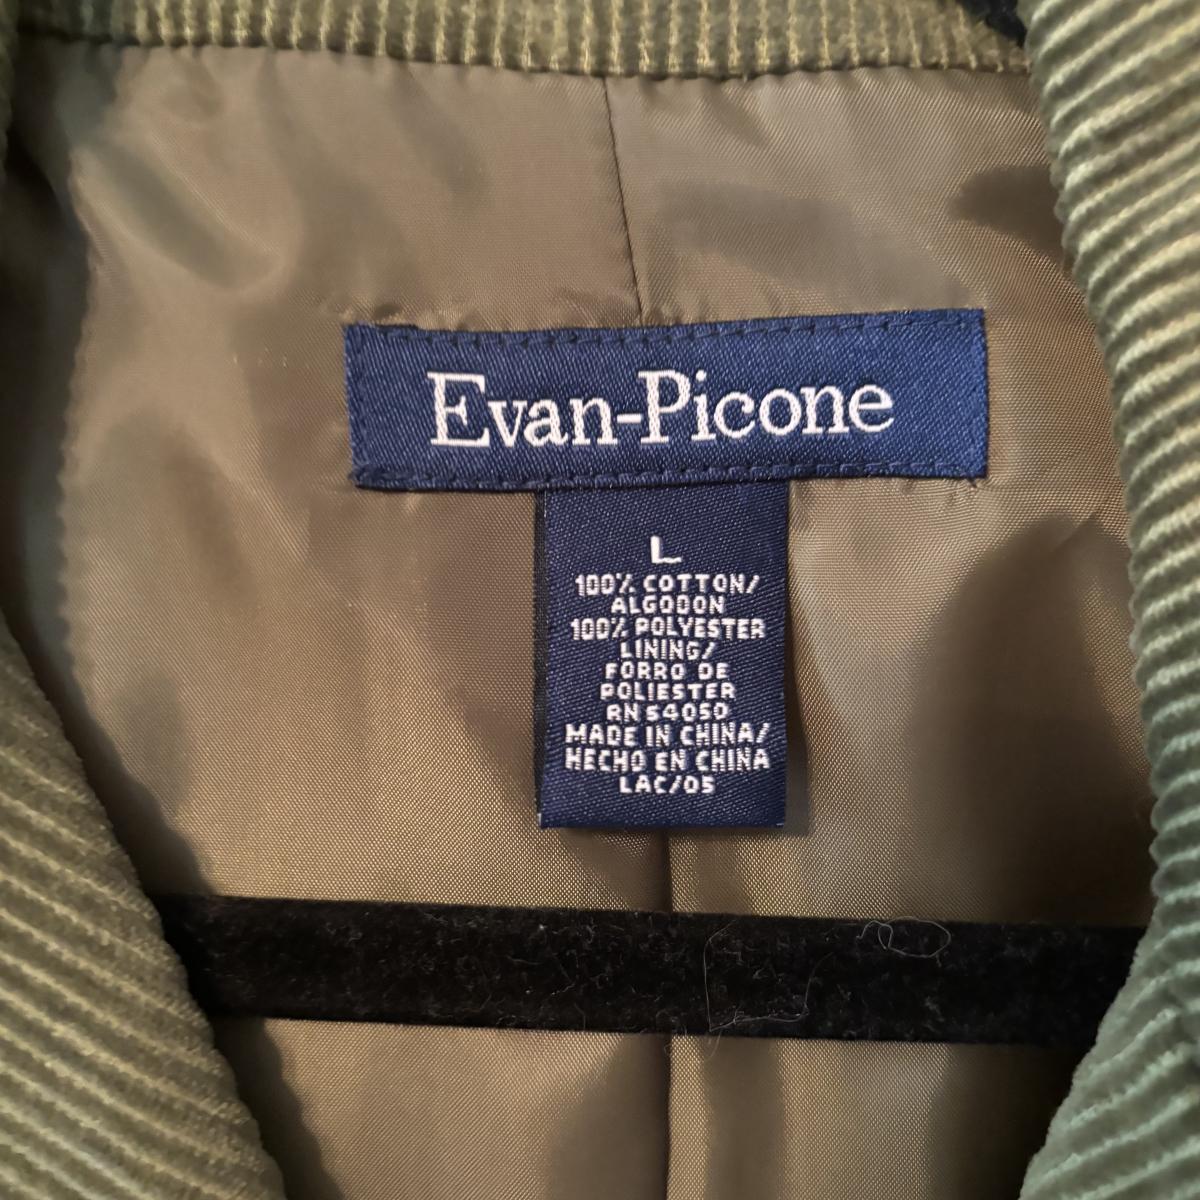 Evan-Picone
L
100% COTTON/
ALGODON
100% POLYESTER
LINING/
FORRO DE
POLIESTER
RN 54050
MADE IN CHINA/
HECHO EN CHINA
LAC/05